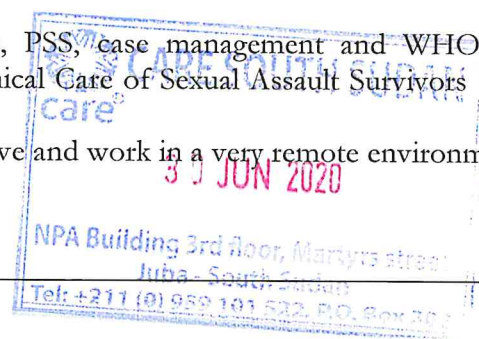 , PSS, case management and WHO
ical Care of Sexual Assault Survivors
CARE SOUTH SUDAN
care
ve and work in a very remote environm
30 JUN 2020
NPA Building 3rd floor, Martyrs stree
Juba - South Sudan
Tel: +211 (0) 959 101 522, P.O. Box